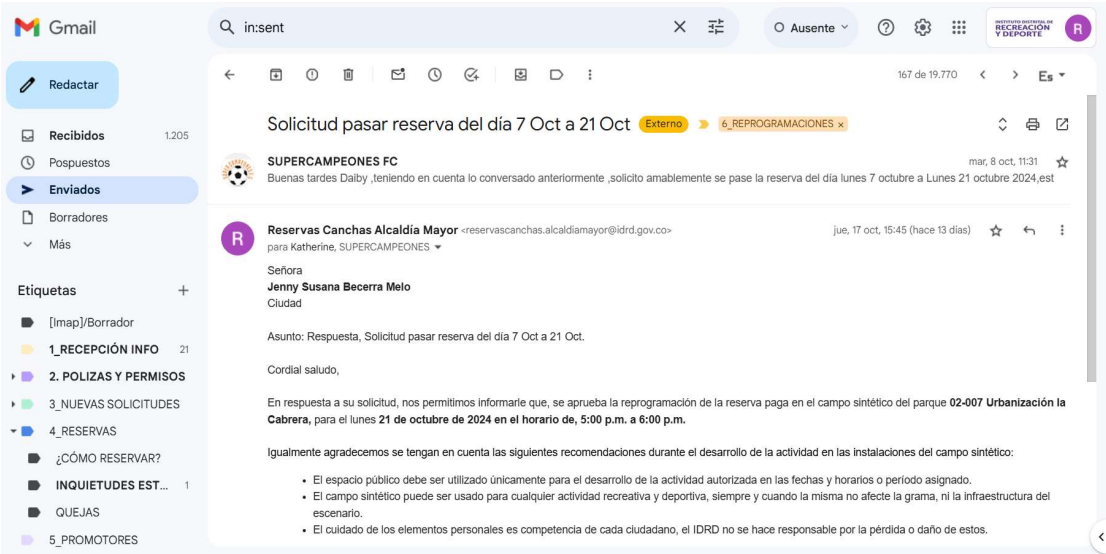 Gmail
in:sent
Ausente
INSTITUTO DISTRITAL DE
RECREACIÓN
Y DEPORTE
R
Redactar
167 de 19.770
Es
Recibidos 1.205
Pospuestos
Enviados
Borradores
Más
Etiquetas
[Imap]/Borrador
1_RECEPCIÓN INFO 21
2. POLIZAS Y PERMISOS
3_NUEVAS SOLICITUDES
4_RESERVAS
¿CÓMO RESERVAR?
INQUIETUDES EST... 1
QUEJAS
5_PROMOTORES
Solicitud pasar reserva del día 7 Oct a 21 Oct Externo 6_REPROGRAMACIONES ×
SUPERCAMPEONES FC mar, 8 oct, 11:31
Buenas tardes Daiby ,teniendo en cuenta lo conversado anteriormente ,solicito amablemente se pase la reserva del día lunes 7 octubre a Lunes 21 octubre 2024,est
R
Reservas Canchas Alcaldía Mayor <reservascanchas.alcaldiamayor@idrd.gov.co> jue, 17 oct, 15:45 (hace 13 días)
para Katherine, SUPERCAMPEONES
Señora
Jenny Susana Becerra Melo
Ciudad
Asunto: Respuesta, Solicitud pasar reserva del día 7 Oct a 21 Oct.
Cordial saludo,
En respuesta a su solicitud, nos permitimos informarle que, se aprueba la reprogramación de la reserva paga en el campo sintético del parque 02-007 Urbanización la
Cabrera, para el lunes 21 de octubre de 2024 en el horario de, 5:00 p.m. a 6:00 p.m.
Igualmente agradecemos se tengan en cuenta las siguientes recomendaciones durante el desarrollo de la actividad en las instalaciones del campo sintético:
• El espacio público debe ser utilizado únicamente para el desarrollo de la actividad autorizada en las fechas y horarios o período asignado.
• El campo sintético puede ser usado para cualquier actividad recreativa y deportiva, siempre y cuando la misma no afecte la grama, ni la infraestructura del
escenario.
• El cuidado de los elementos personales es competencia de cada ciudadano, el IDRD no se hace responsable por la pérdida o daño de estos.